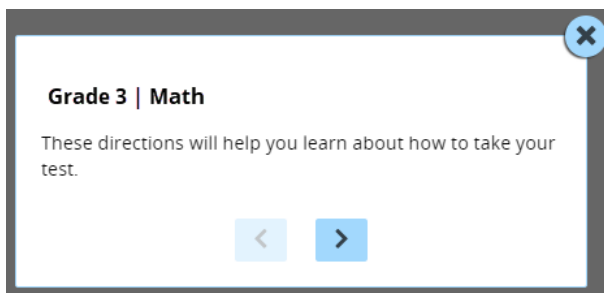 Grade 3 | Math
These directions will help you learn about how to take your
test.